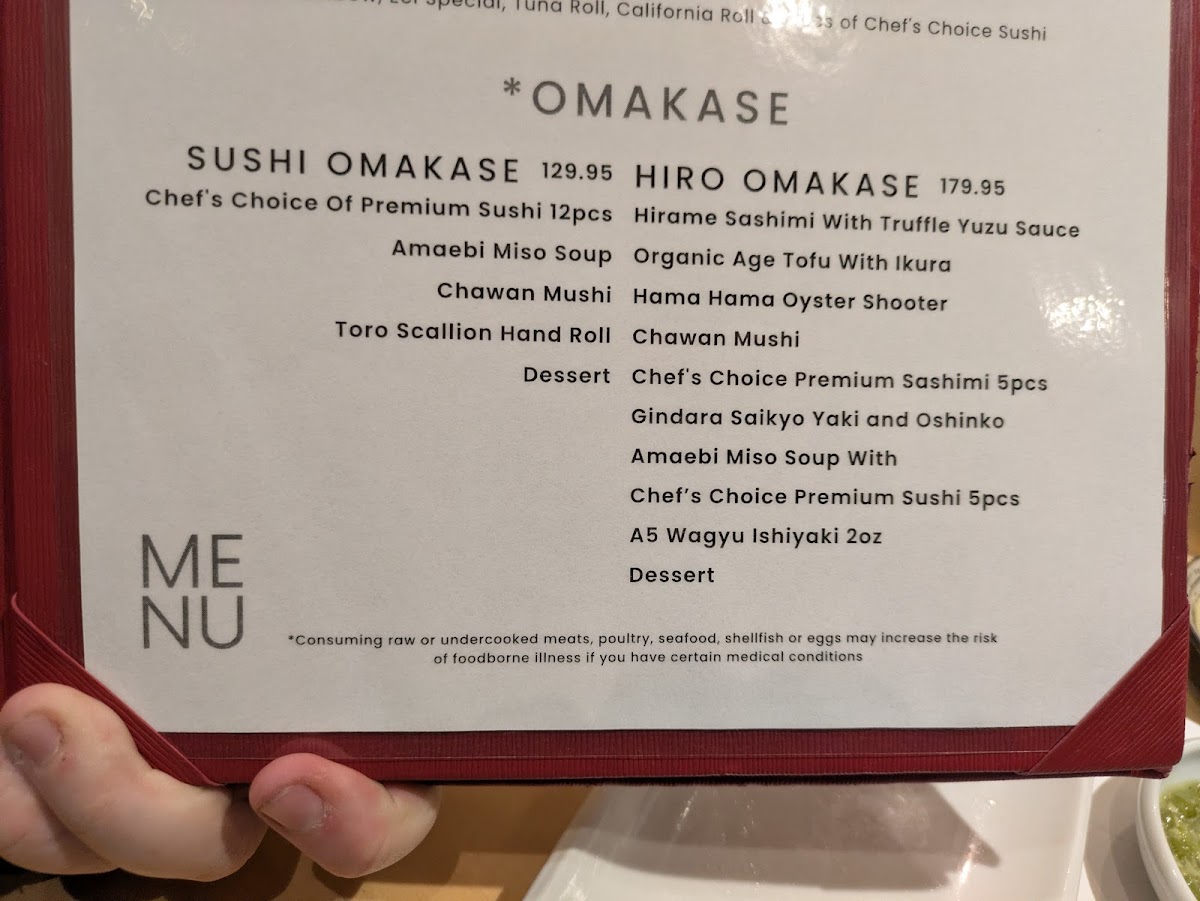 Special, Tuna Roll, California Roll of Chef's Choice Sushi
*OMAKASE
SUSHI OMAKASE 129.95
Chef's Choice Of Premium Sushi 12pcs
Amaebi Miso Soup
Chawan Mushi
Toro Scallion Hand Roll
Dessert
HIRO OMAKASE 179.95
Hirame Sashimi With Truffle Yuzu Sauce
Organic Age Tofu With Ikura
Hama Hama Oyster Shooter
Chawan Mushi
Chef's Choice Premium Sashimi 5pcs
Gindara Saikyo Yaki and Oshinko
Amaebi Miso Soup With
Chef's Choice Premium Sushi 5pcs
A5 Wagyu Ishiyaki 2oz
Dessert
ME
NU
*Consuming raw or undercooked meats, poultry, seafood, shellfish or eggs may increase the risk
of foodborne illness if you have certain medical conditions